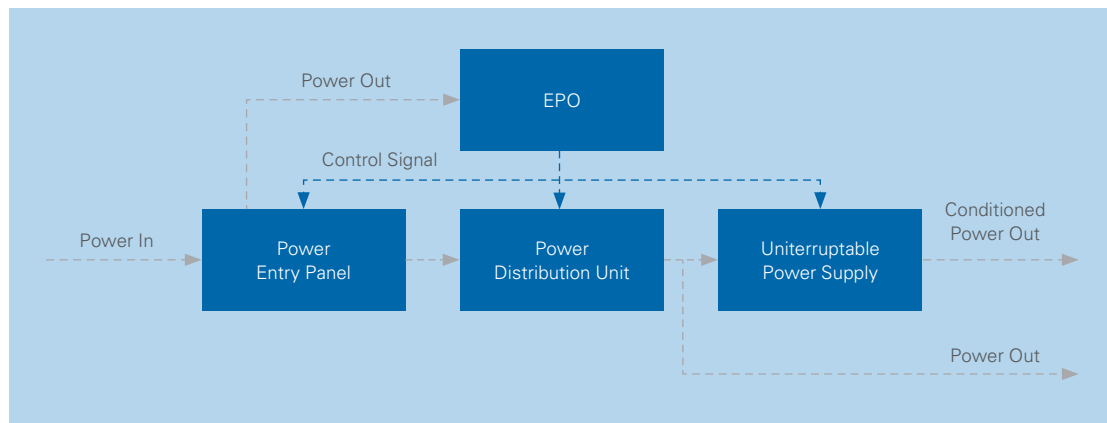 Power Out
EPO
Control Signal
Power In
Power
Entry Panel
Power
Distribution Unit
Uniterruptable
Power Supply
Conditioned
Power Out
Power Out